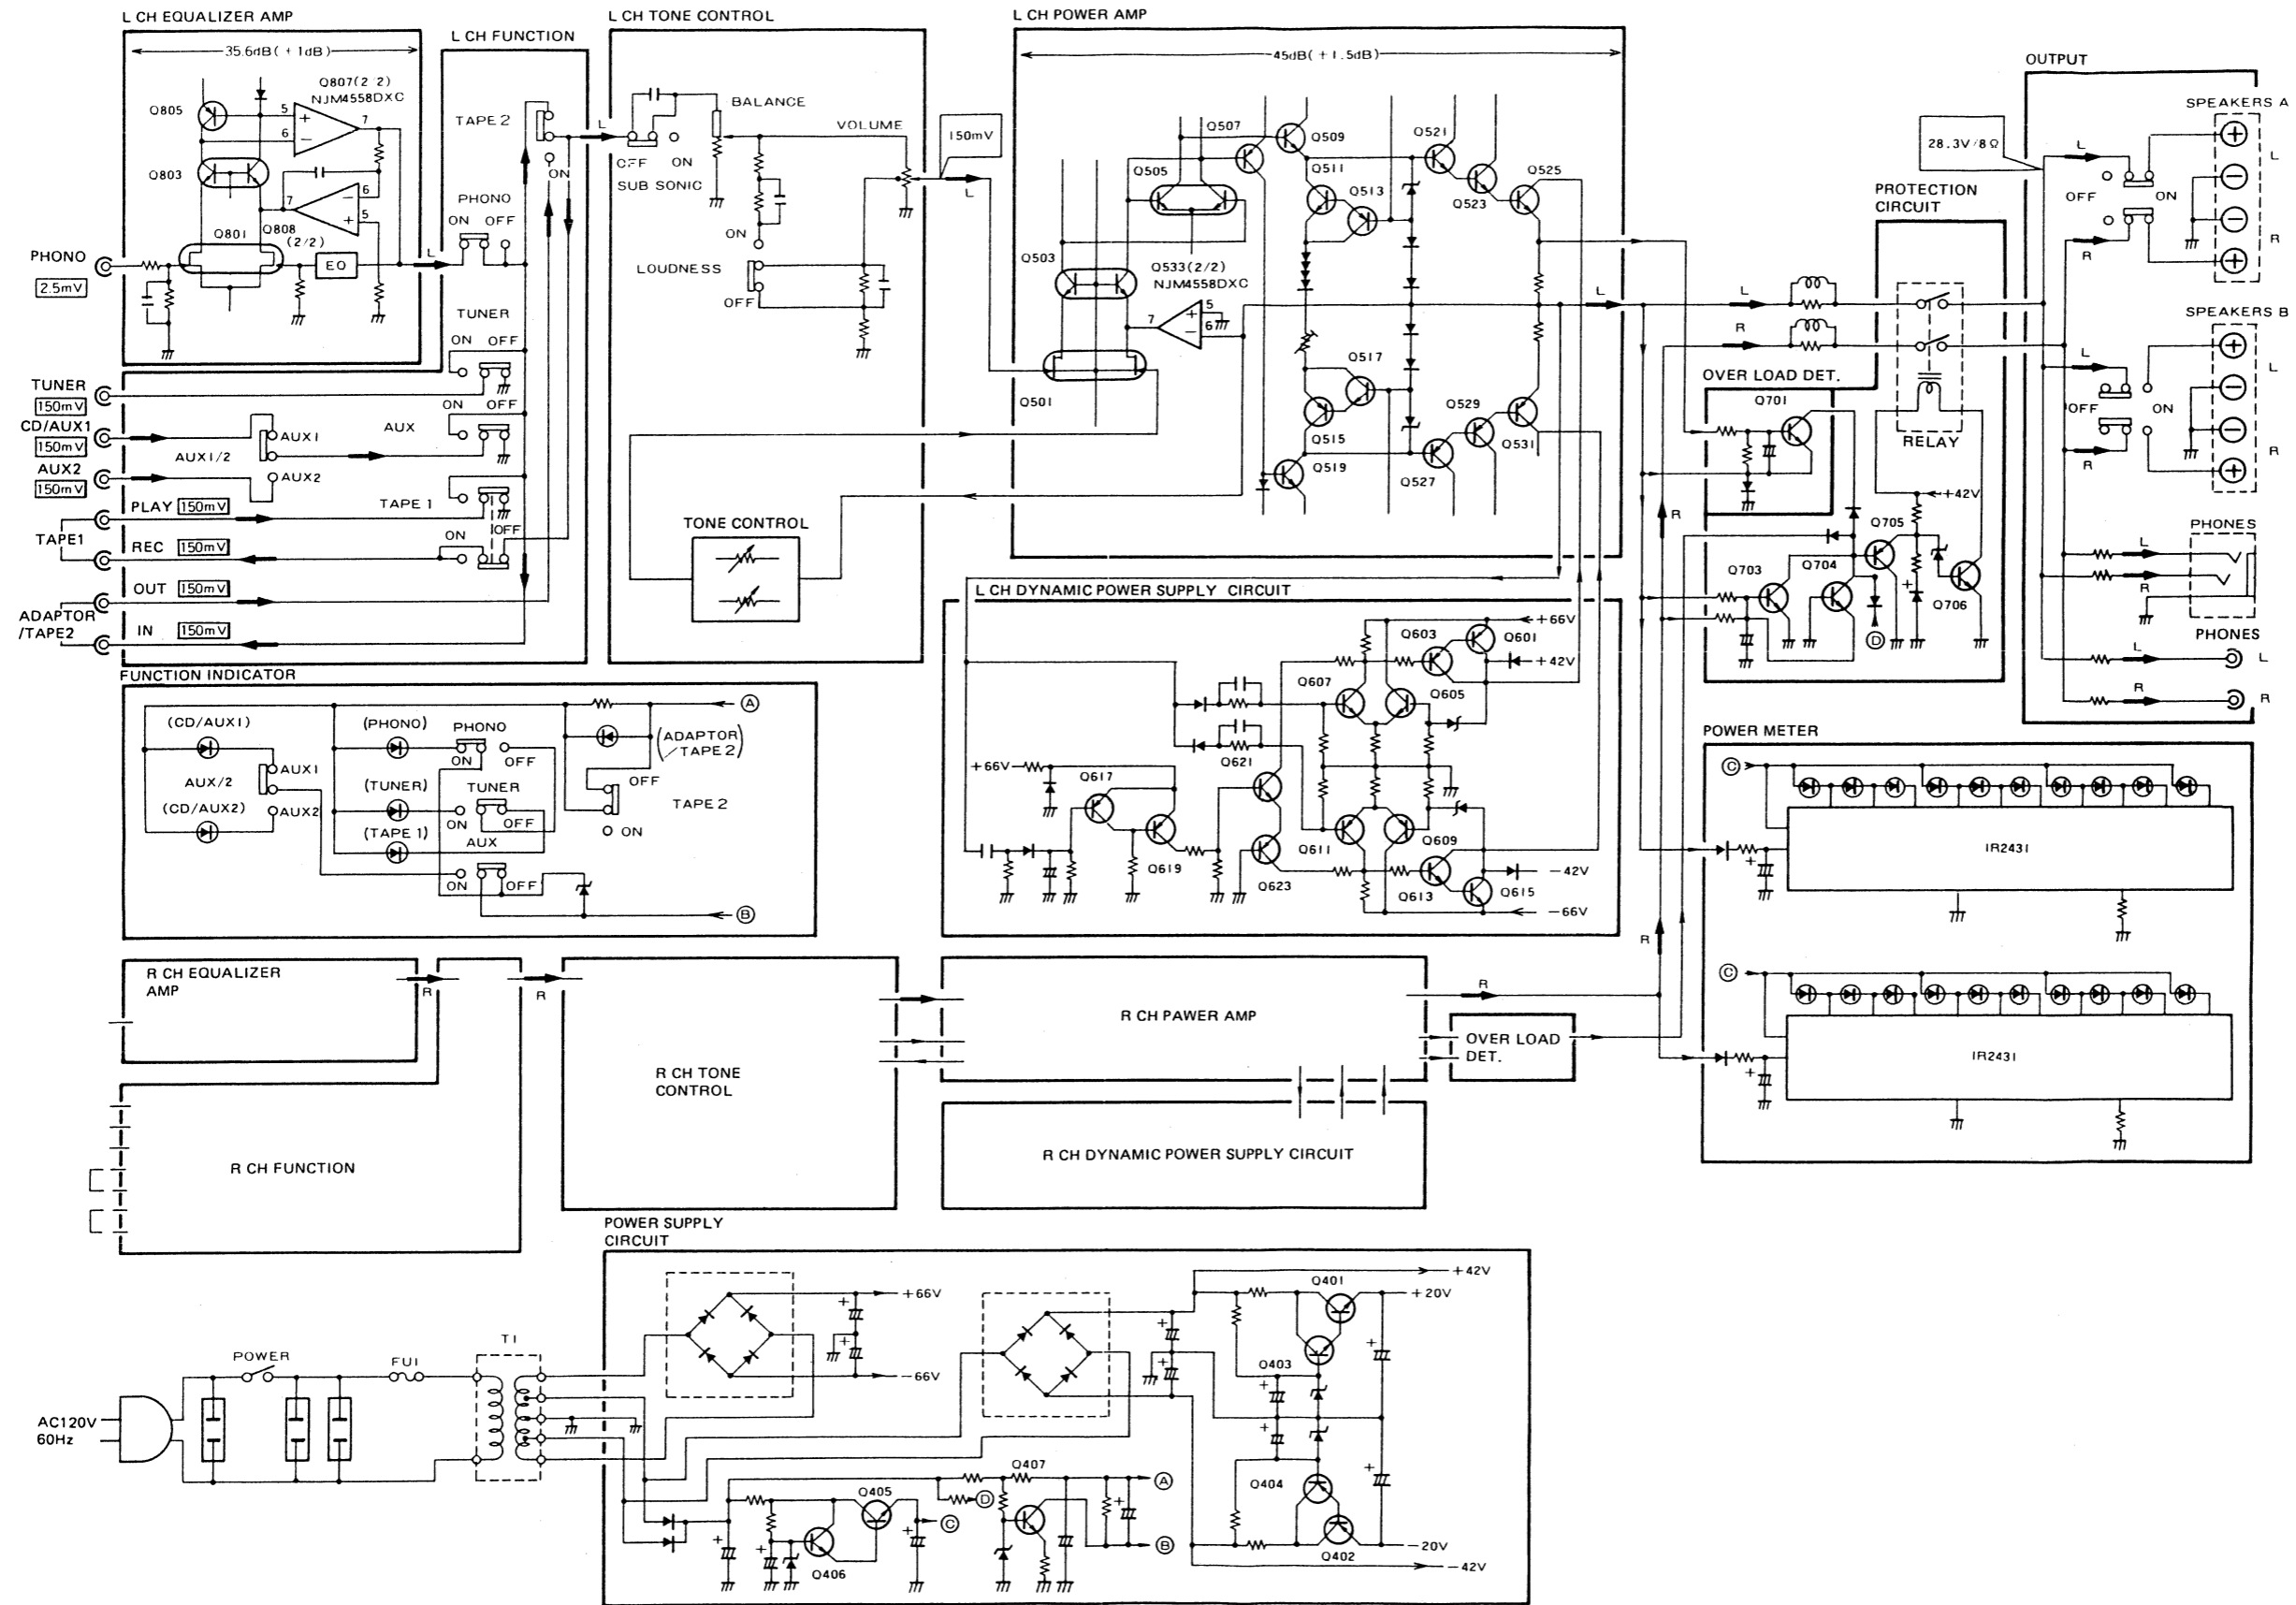 L CH EQUALIZER AMP
35.6dB( + 1dB)
Q807(2/2)
NJM4558DXC
Q805
5
6
7
Q803
7
6
5
Q801
Q808
(2/2)
EQ
PHONO
2.5mV
L
L CH FUNCTION
TAPE 2
ON
PHONO
ON OFF
TUNER
ON OFF
TUNER
150mV
CD/AUX1
150mV
AUX2
150mV
AUX1
AUX1/2
AUX2
AUX
ON OFF
TAPE 1
ON
OFF
PLAY 150mV
TAPE1
REC 150mV
OUT 150mV
ADAPTOR
/TAPE2
IN 150mV
L CH TONE CONTROL
L
BALANCE
OFF ON
SUB SONIC
VOLUME
150mV
L
ON
LOUDNESS
OFF
TONE CONTROL
L CH POWER AMP
45dB( + 1.5dB)
Q507
Q509
Q521
Q505
Q511
Q513
Q523
Q525
Q503
Q533(2/2)
NJM4558DXC
7
5
6
L
Q501
Q517
Q515
Q519
Q529
Q527
Q531
L CH DYNAMIC POWER SUPPLY CIRCUIT
+66V
Q603
Q601
+42V
Q607
Q605
Q621
+66V
Q617
Q619
Q623
Q611
Q609
Q613
Q615
−42V
−66V
OUTPUT
28.3V/8Ω
SPEAKERS A
L
OFF ON
R
L
R
SPEAKERS B
L
OFF ON
R
L
R
PHONES
L
R
PHONES
L
L
R
R
PROTECTION
CIRCUIT
L
R
OVER LOAD DET.
Q701
RELAY
+42V
R
Q705
Q703
Q704
Q706
D
FUNCTION INDICATOR
(CD/AUX1)
AUX/2
AUX1
(CD/AUX2)
AUX2
(PHONO)
PHONO
ON OFF
(TUNER)
TUNER
ON
OFF
(TAPE 1)
AUX
ON OFF
(ADAPTOR
/TAPE 2)
OFF
TAPE 2
ON
A
B
POWER METER
C
IR2431
C
IR2431
R CH EQUALIZER
AMP
R
R
R CH FUNCTION
R CH TONE
CONTROL
R CH PAWER AMP
R
R
OVER LOAD
DET.
R CH DYNAMIC POWER SUPPLY CIRCUIT
POWER SUPPLY
CIRCUIT
+66V
−66V
+42V
Q401
+20V
Q403
Q404
Q402
−20V
−42V
AC120V
60Hz
POWER
FU1
T1
Q405
Q406
Q407
A
B
C
D